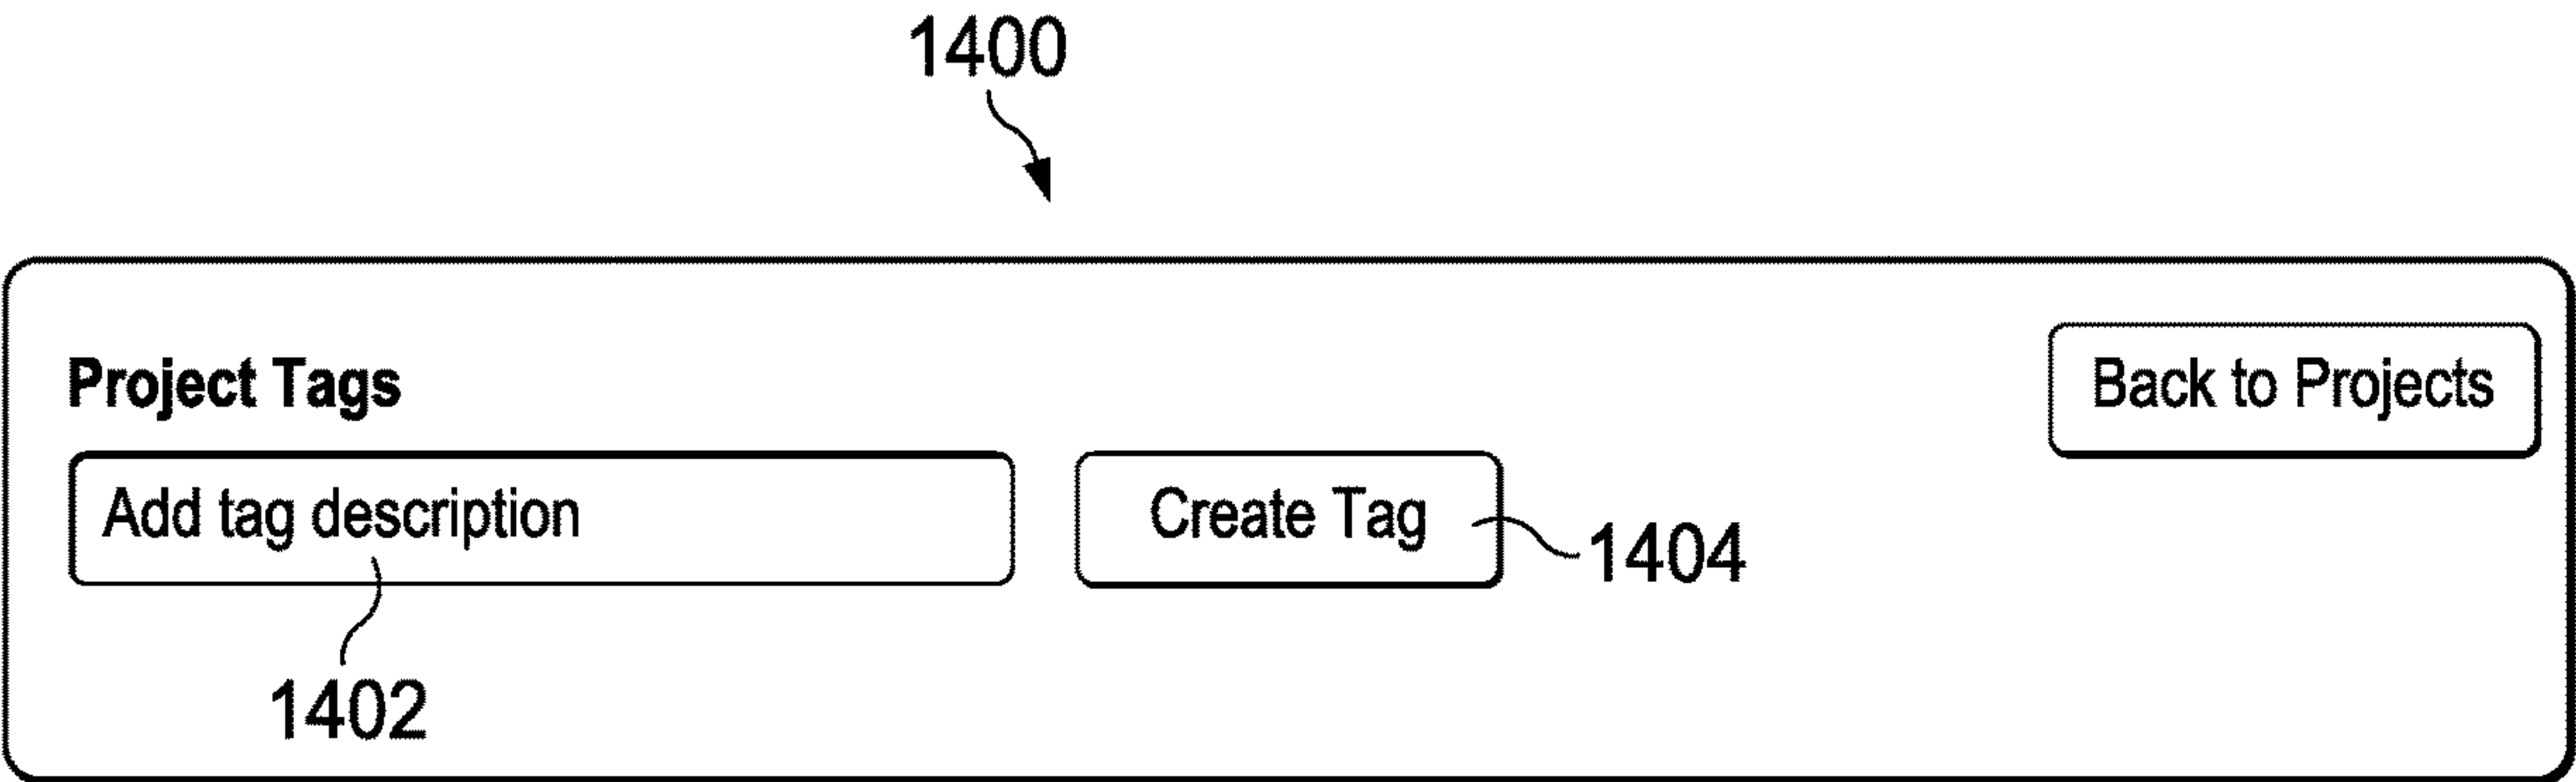 1400
Project Tags
Back to Projects
Add tag description
Create Tag
1404
1402